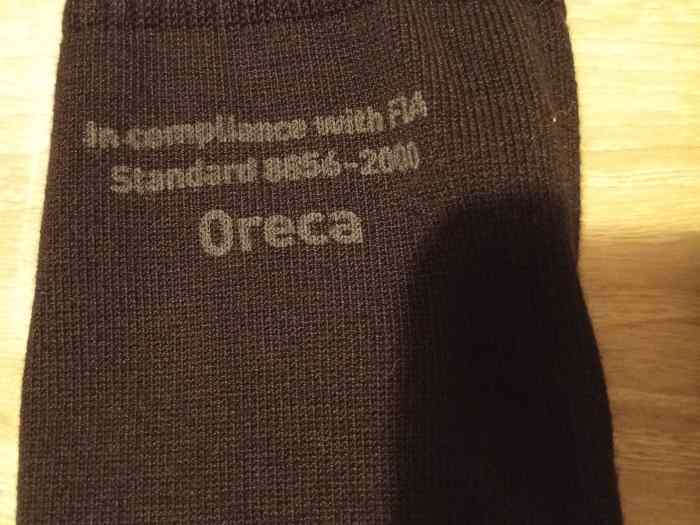 In compliance with FIA
Standard 8856-2000
Oreca